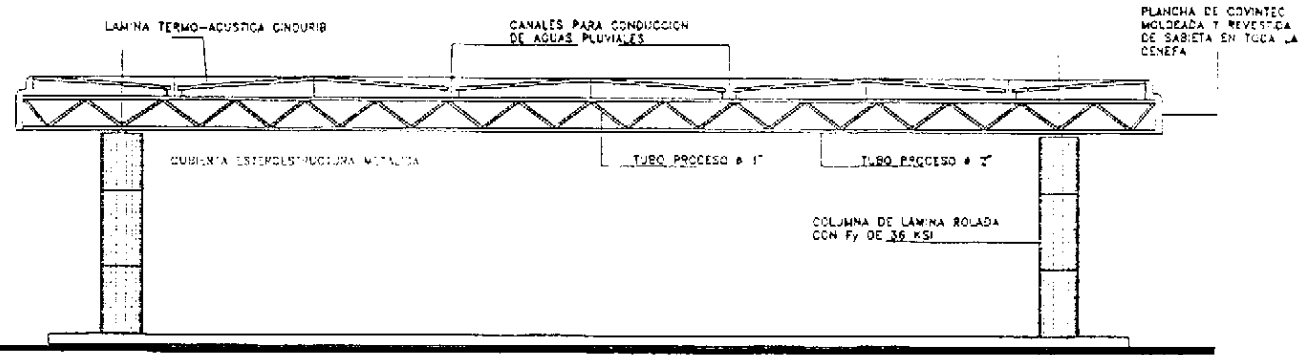 LAMINA TERMO-ACUSTICA CINDURIB
CANALES PARA CONDUCCION
DE AGUAS PLUVIALES
PLANCHA DE COVINTEC
MOLDEADA Y REVESTIDA
DE SABIETA EN TODA LA
CENEFA
CUBIERTA ESTEROESTRUCTURA METALICA
TUBO PROCESO ø 1"
TUBO PROCESO ø 2"
COLUMNA DE LAMINA ROLADA
CON Fy DE 36 KSI